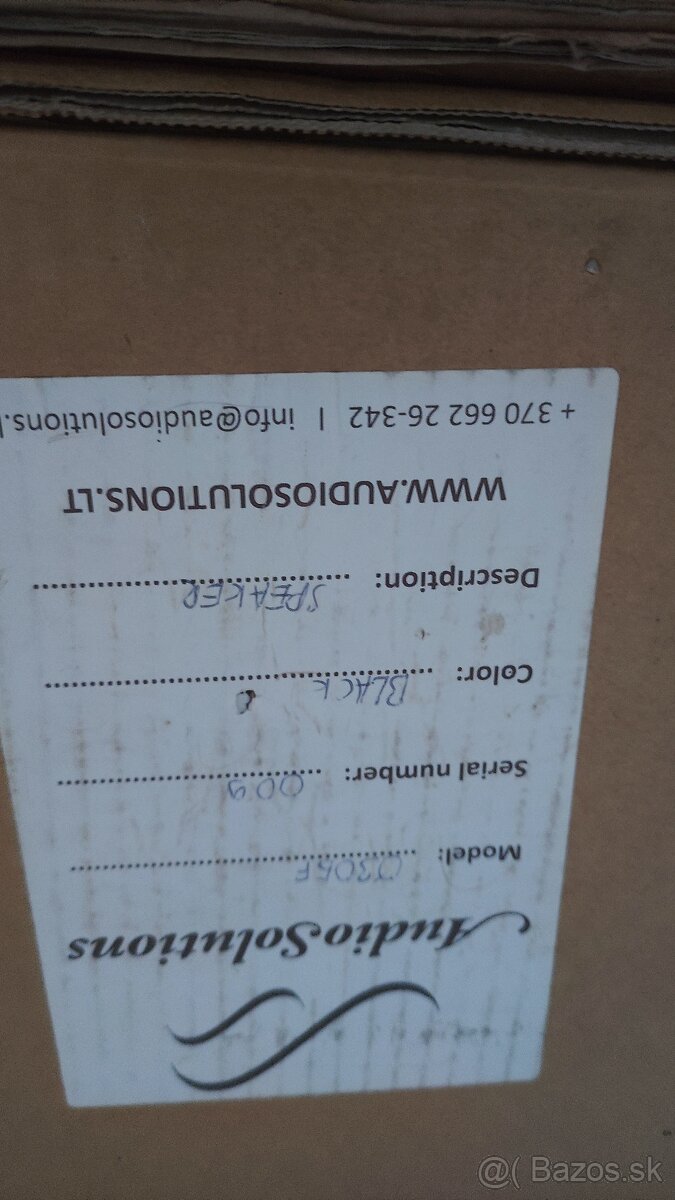 AudioSolutions
Model: O305F
Serial number: 009
Color: BLACK
Description: SPEAKER
WWW.AUDIOSOLUTIONS.LT
+ 370 662 26-342 | info@audiosolutions.l
@( Bazos.sk